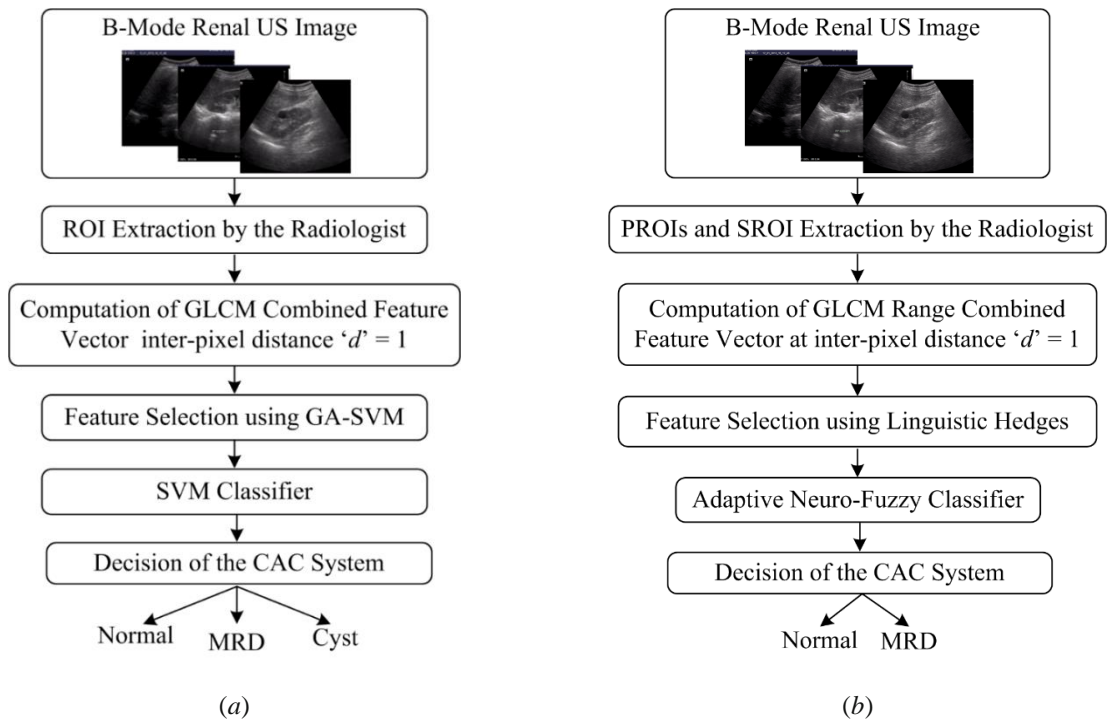 B-Mode Renal US Image
ROI Extraction by the Radiologist
Computation of GLCM Combined Feature
Vector inter-pixel distance ‘d’ = 1
Feature Selection using GA-SVM
SVM Classifier
Decision of the CAC System
Normal
MRD
Cyst
(a)
B-Mode Renal US Image
PROIs and SROI Extraction by the Radiologist
Computation of GLCM Range Combined
Feature Vector at inter-pixel distance ‘d’ = 1
Feature Selection using Linguistic Hedges
Adaptive Neuro-Fuzzy Classifier
Decision of the CAC System
Normal
MRD
(b)